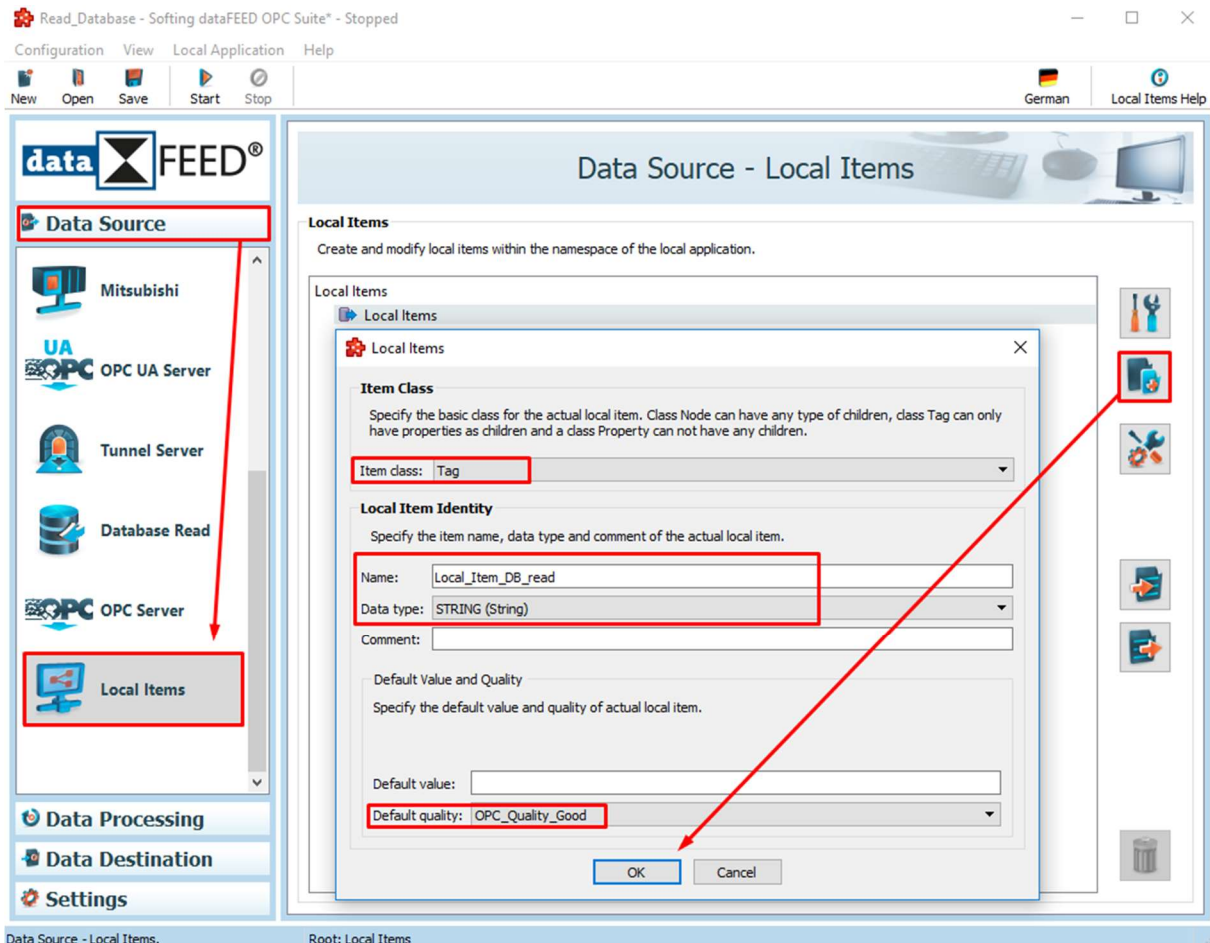 Read_Database - Softing dataFEED OPC Suite* - Stopped
Configuration View Local Application Help
New Open Save Start Stop German Local Items Help
data FEED®
Data Source
Mitsubishi
UA
OPC OPC UA Server
Tunnel Server
Database Read
OPC OPC Server
Local Items
Data Processing
Data Destination
Settings
Data Source - Local Items
Local Items
Create and modify local items within the namespace of the local application.
Local Items
Local Items
Local Items
Item Class
Specify the basic class for the actual local item. Class Node can have any type of children, class Tag can only
have properties as children and a class Property can not have any children.
Item class: Tag
Local Item Identity
Specify the item name, data type and comment of the actual local item.
Name: Local_Item_DB_read
Data type: STRING (String)
Comment:
Default Value and Quality
Specify the default value and quality of actual local item.
Default value:
Default quality: OPC_Quality_Good
OK Cancel
Data Source - Local Items. Root: Local Items